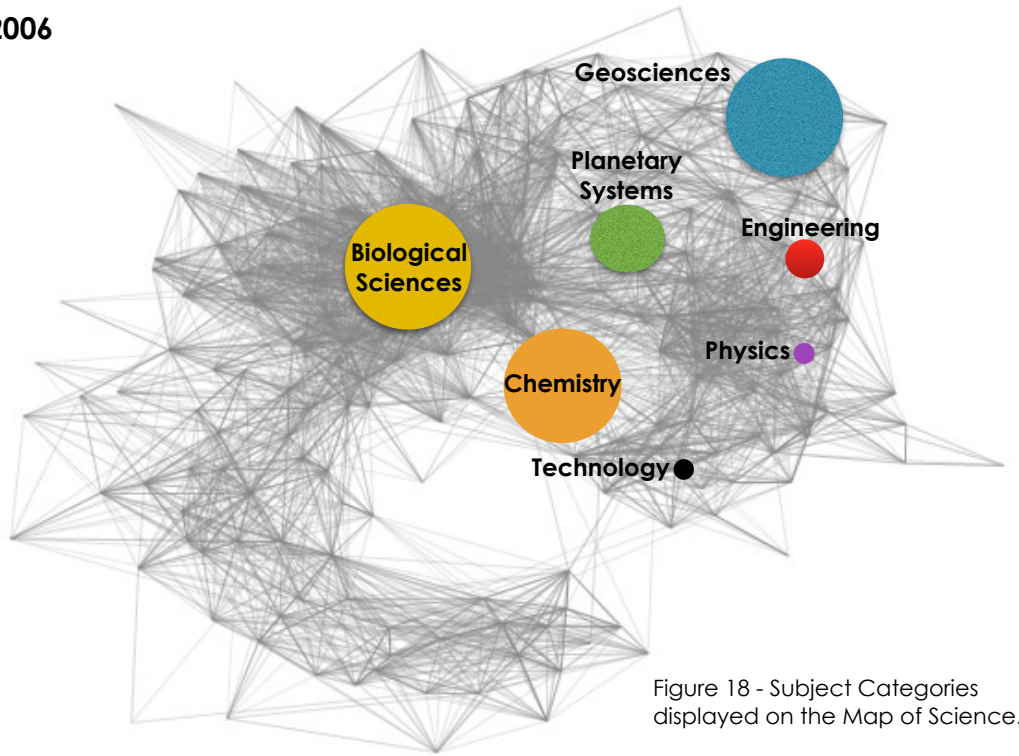 2006
Geosciences
Planetary
Systems
Engineering
Biological
Sciences
Physics
Chemistry
Technology
Figure 18 - Subject Categories
displayed on the Map of Science.